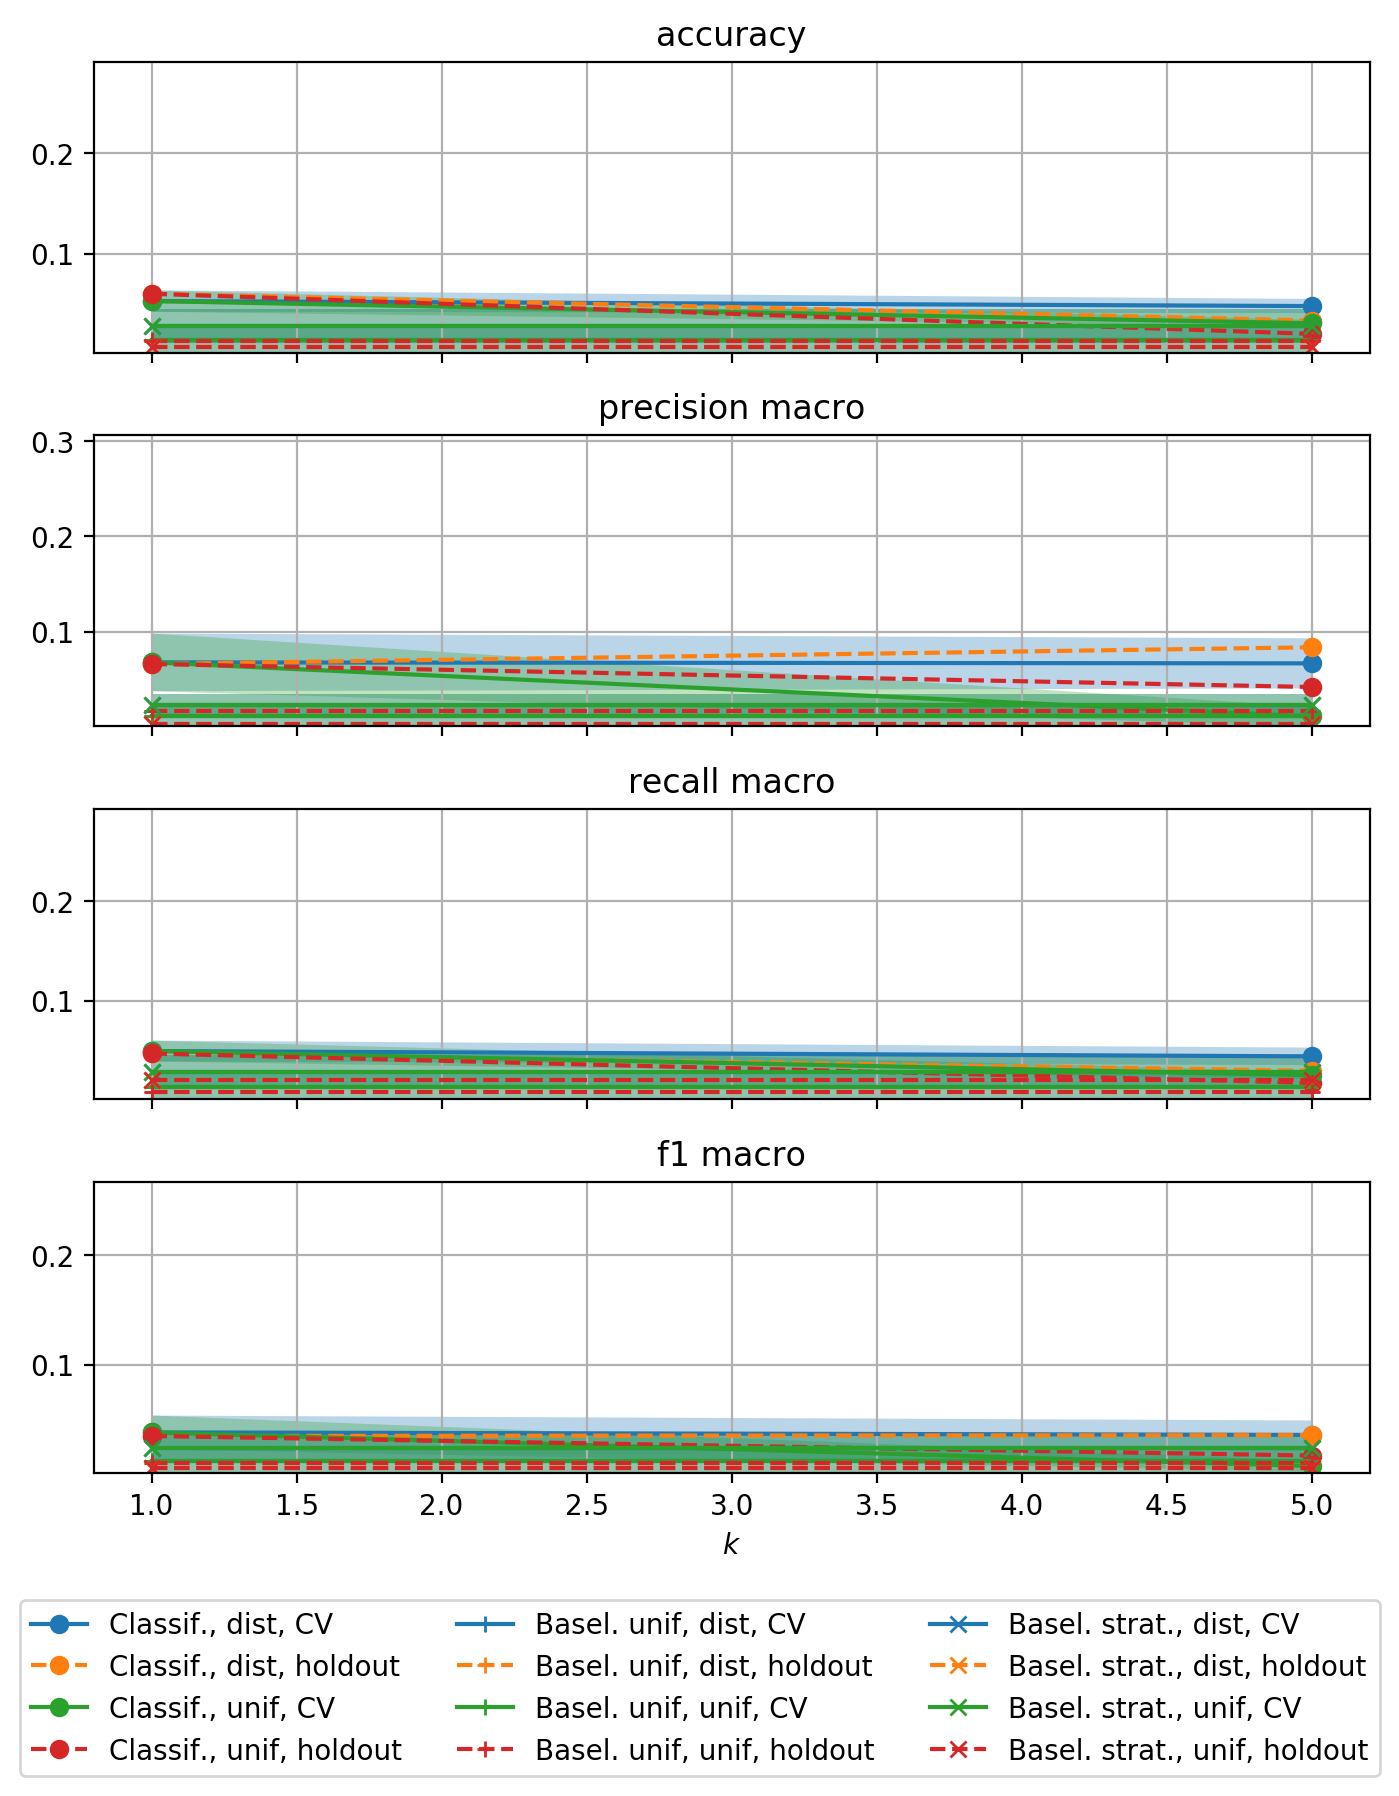 accuracy
0.2
0.1
precision macro
0.3
0.2
0.1
recall macro
0.2
0.1
f1 macro
0.2
0.1
1.0 1.5 2.0 2.5 3.0 3.5 4.0 4.5 5.0
k
Classif., dist, CV Basel. unif, dist, CV Basel. strat., dist, CV
Classif., dist, holdout Basel. unif, dist, holdout Basel. strat., dist, holdout
Classif., unif, CV Basel. unif, unif, CV Basel. strat., unif, CV
Classif., unif, holdout Basel. unif, unif, holdout Basel. strat., unif, holdout